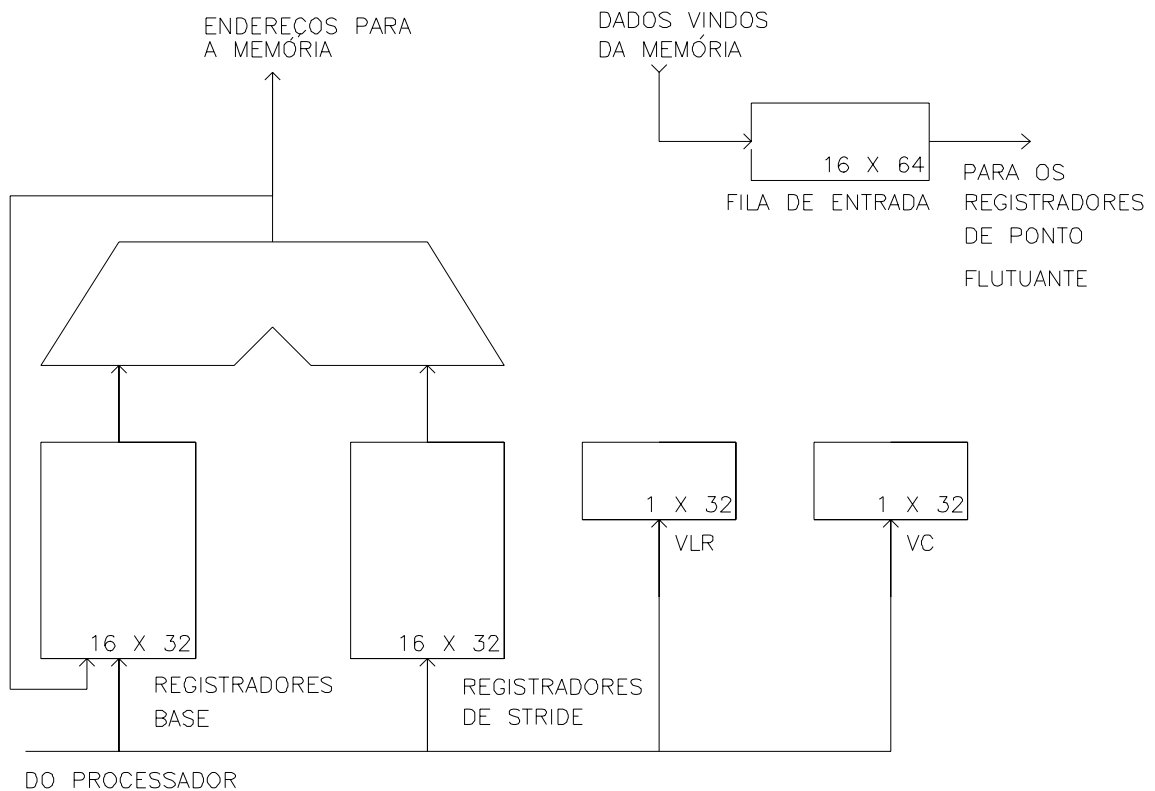 ENDEREÇOS PARA
A MEMÓRIA
DADOS VINDOS
DA MEMÓRIA
16 X 64
FILA DE ENTRADA
PARA OS
REGISTRADORES
DE PONTO
FLUTUANTE
16 X 32
REGISTRADORES
BASE
16 X 32
REGISTRADORES
DE STRIDE
1 X 32
VLR
1 X 32
VC
DO PROCESSADOR